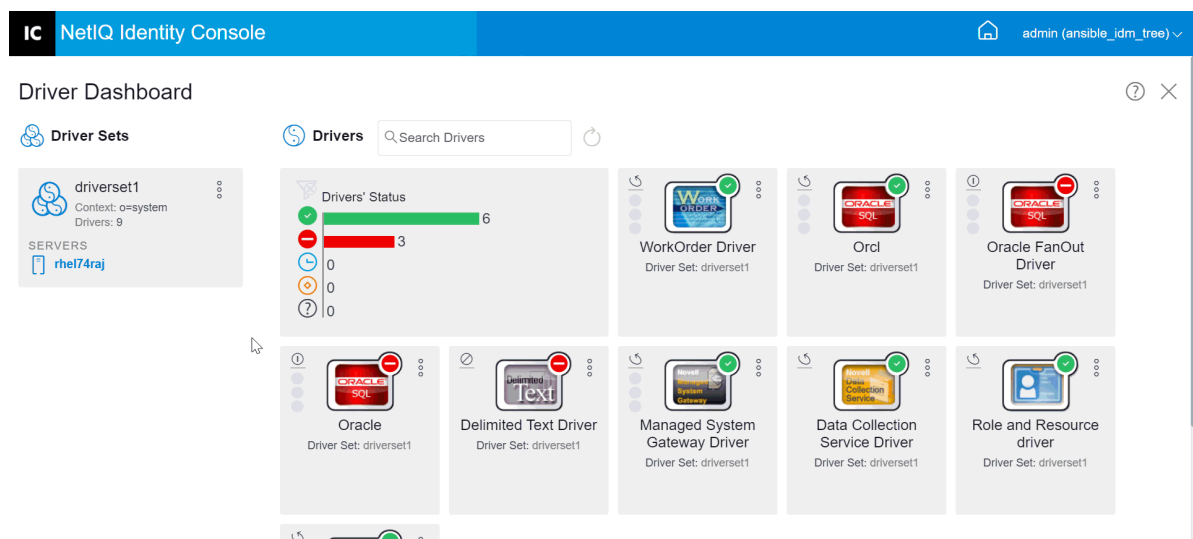 IC NetIQ Identity Console
admin (ansible_idm_tree)
Driver Dashboard
Driver Sets
Drivers
Search Drivers
driverset1
Context: o=system
Drivers: 9
SERVERS
rhel74raj
Drivers' Status
6
3
0
0
0
WORK
ORDER
WorkOrder Driver
Driver Set: driverset1
ORACLE
SQL
Orcl
Driver Set: driverset1
ORACLE
SQL
Oracle FanOut
Driver
Driver Set: driverset1
ORACLE
SQL
Oracle
Driver Set: driverset1
Delimited
Text
Delimited Text Driver
Driver Set: driverset1
Novell
Managed
System
Gateway
Managed System
Gateway Driver
Driver Set: driverset1
Novell
Data
Collection
Service
Data Collection
Service Driver
Driver Set: driverset1
Role and Resource
driver
Driver Set: driverset1